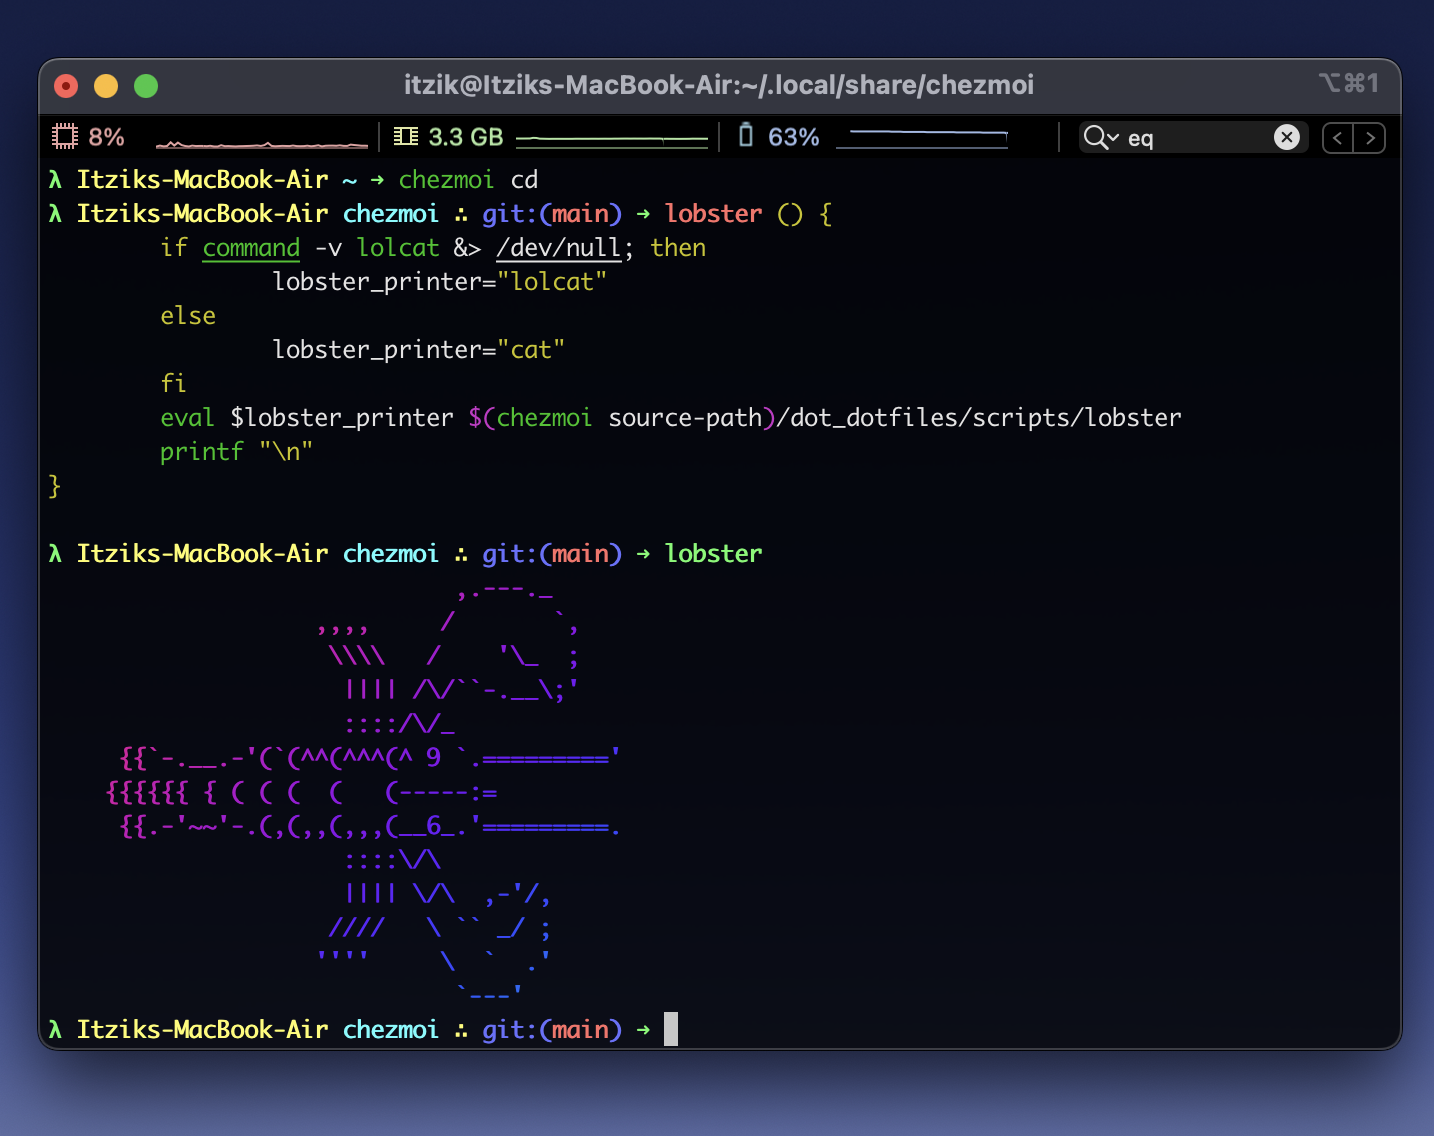 itzik@Itziks-MacBook-Air:~/.local/share/chezmoi ⌥⌘1
8% 3.3 GB 63% eq
λ Itziks-MacBook-Air ~ → chezmoi cd
λ Itziks-MacBook-Air chezmoi ∴ git:(main) → lobster () {
        if command -v lolcat &> /dev/null; then
                lobster_printer="lolcat"
        else
                lobster_printer="cat"
        fi
        eval $lobster_printer $(chezmoi source-path)/dot_dotfiles/scripts/lobster
        printf "\n"
}
λ Itziks-MacBook-Air chezmoi ∴ git:(main) → lobster
                             ,.---._
                   ,,,,     /       `,
                    \\\\   /    '\_  ;
                     |||| /\/``-.__\;'
                     ::::/\/_
     {{`-.__.-'(`(^^(^^^(^ 9 `.========='
    {{{{{{ { ( ( (  (   (-----:=
     {{.-'~~'-.(,(,,(,,,(__6_.'=========.
                     ::::\/\
                     |||| \/\  ,-'/,
                    ////   \ `` _/ ;
                   ''''     \  `  .'
                             `---'
λ Itziks-MacBook-Air chezmoi ∴ git:(main) →